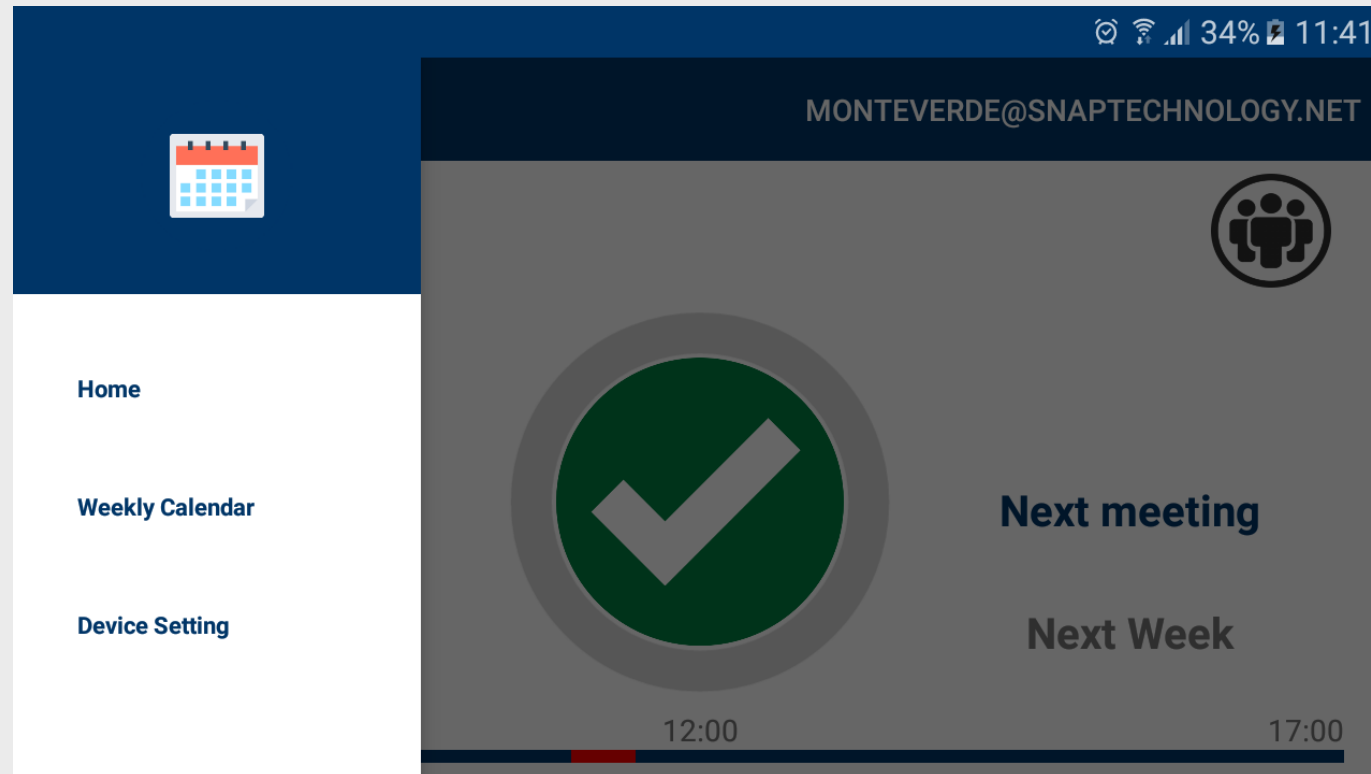 34% 11:41
MONTEVERDE@SNAPTECHNOLOGY.NET
Home
Weekly Calendar
Device Setting
Next meeting
Next Week
12:00 17:00